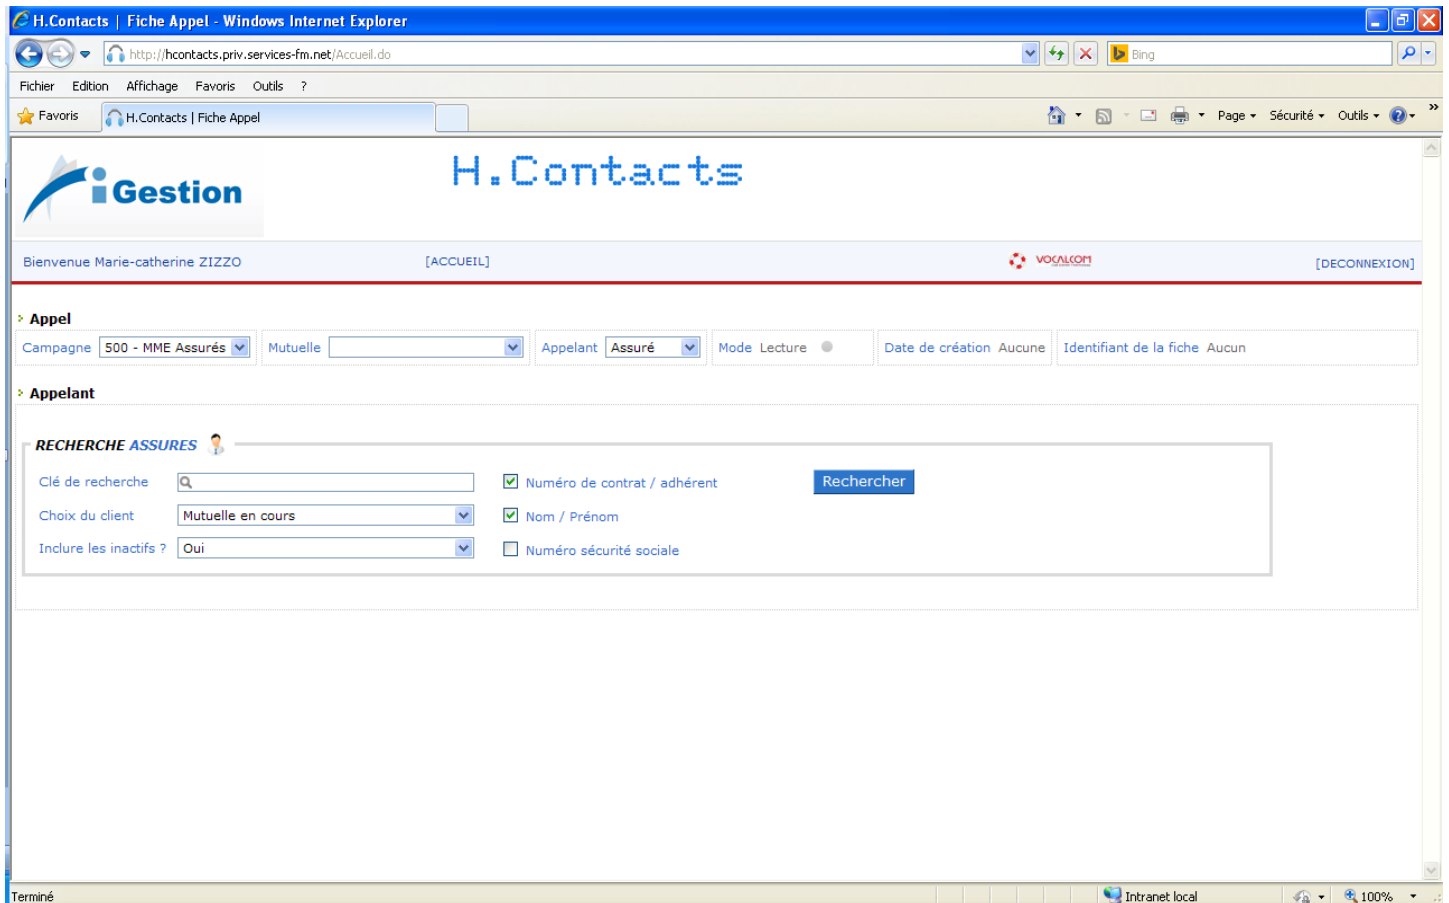 H.Contacts | Fiche Appel - Windows Internet Explorer
http://hcontacts.priv.services-fm.net/Accueil.do
Bing
Fichier Edition Affichage Favoris Outils ?
Favoris H.Contacts | Fiche Appel Page Sécurité Outils
iGestion
H.Contacts
Bienvenue Marie-catherine ZIZZO [ACCUEIL] VOCALCOM [DECONNEXION]
Appel
Campagne 500 - MME Assurés Mutuelle Appelant Assuré Mode Lecture Date de création Aucune Identifiant de la fiche Aucun
Appelant
RECHERCHE ASSURES
Clé de recherche Numéro de contrat / adhérent Rechercher
Choix du client Mutuelle en cours Nom / Prénom
Inclure les inactifs ? Oui Numéro sécurité sociale
Terminé Intranet local 100%